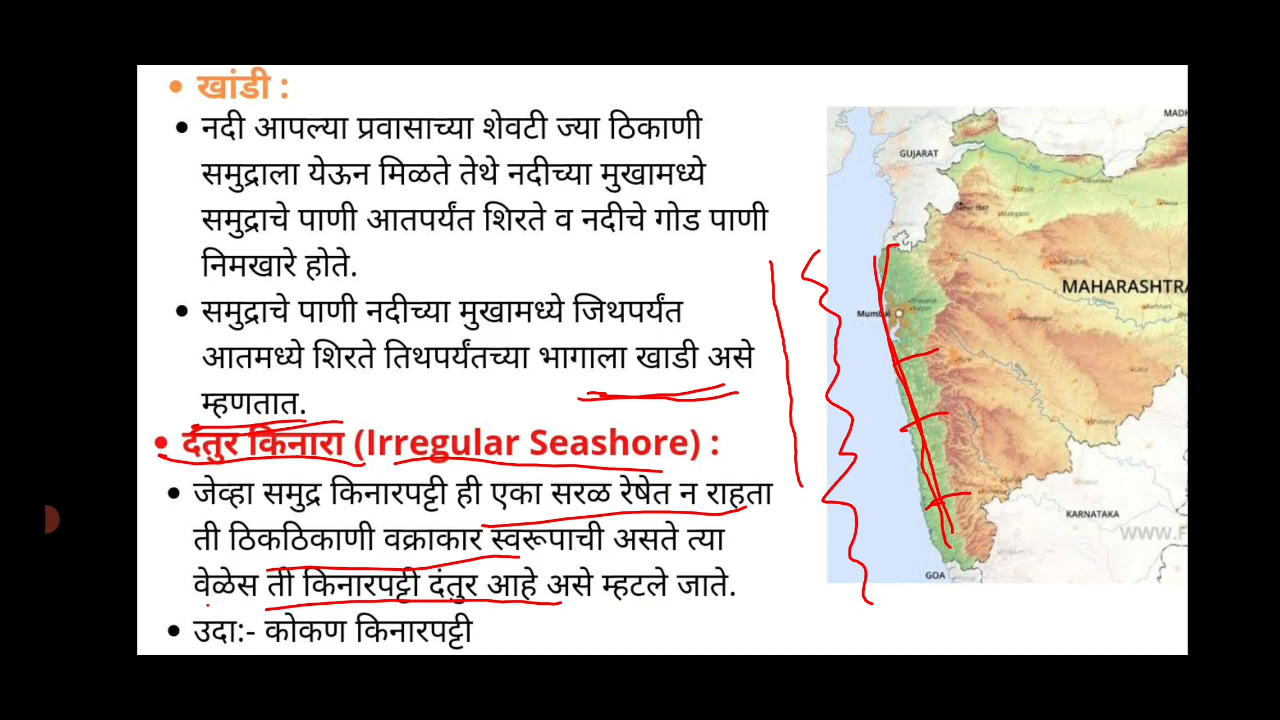 • खांडी :
• नदी आपल्या प्रवासाच्या शेवटी ज्या ठिकाणी
समुद्राला येऊन मिळते तेथे नदीच्या मुखामध्ये
समुद्राचे पाणी आतपर्यंत शिरते व नदीचे गोड पाणी
निमखारे होते.
• समुद्राचे पाणी नदीच्या मुखामध्ये जिथपर्यंत
आतमध्ये शिरते तिथपर्यंतच्या भागाला खाडी असे
म्हणतात.
• दंतुर किनारा (Irregular Seashore) :
• जेव्हा समुद्र किनारपट्टी ही एका सरळ रेषेत न राहता
ती ठिकठिकाणी वक्राकार स्वरूपाची असते त्या
वेळेस ती किनारपट्टी दंतुर आहे असे म्हटले जाते.
• उदा:- कोकण किनारपट्टी
MADH
GUJARAT
MAHARASHTRA
Mumbai
KARNATAKA
WWW.F
GOA